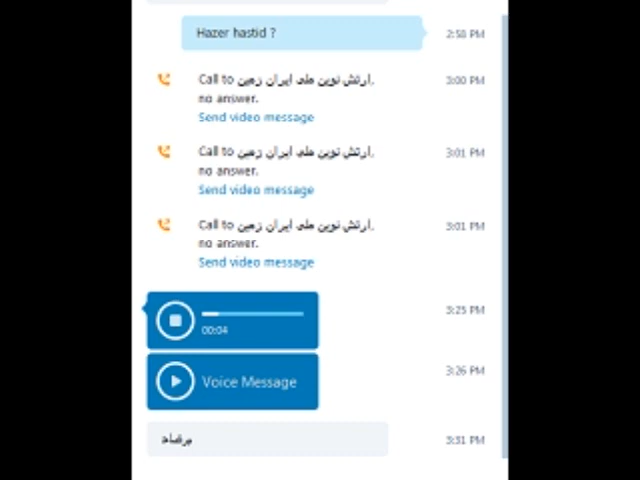 Hazer hastid ?
2:58 PM
Call to ارتش نوین ملی ایران زمین,
no answer.
Send video message
3:00 PM
Call to ارتش نوین ملی ایران زمین,
no answer.
Send video message
3:01 PM
Call to ارتش نوین ملی ایران زمین,
no answer.
Send video message
3:01 PM
00:04
3:25 PM
Voice Message
3:26 PM
3:31 PM